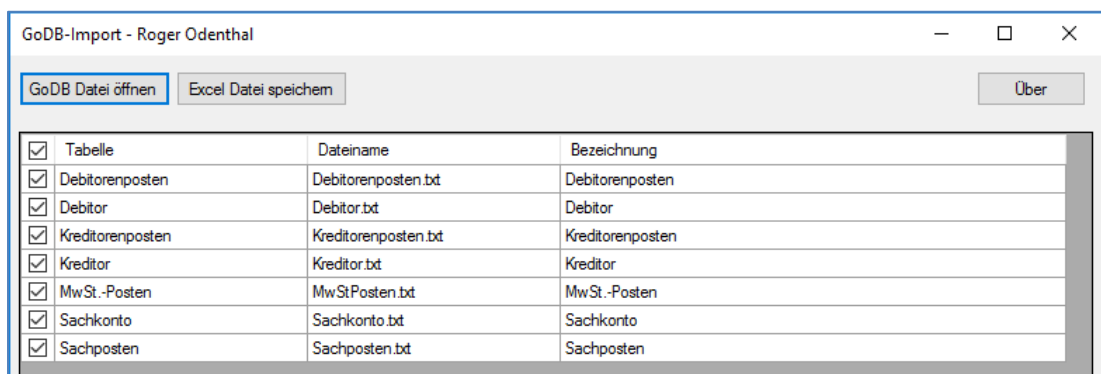 GoDB-Import - Roger Odenthal
GoDB Datei öffnen Excel Datei speichern Über
Tabelle Dateiname Bezeichnung
Debitorenposten Debitorenposten.txt Debitorenposten
Debitor Debitor.txt Debitor
Kreditorenposten Kreditorenposten.txt Kreditorenposten
Kreditor Kreditor.txt Kreditor
MwSt.-Posten MwStPosten.txt MwSt.-Posten
Sachkonto Sachkonto.txt Sachkonto
Sachposten Sachposten.txt Sachposten